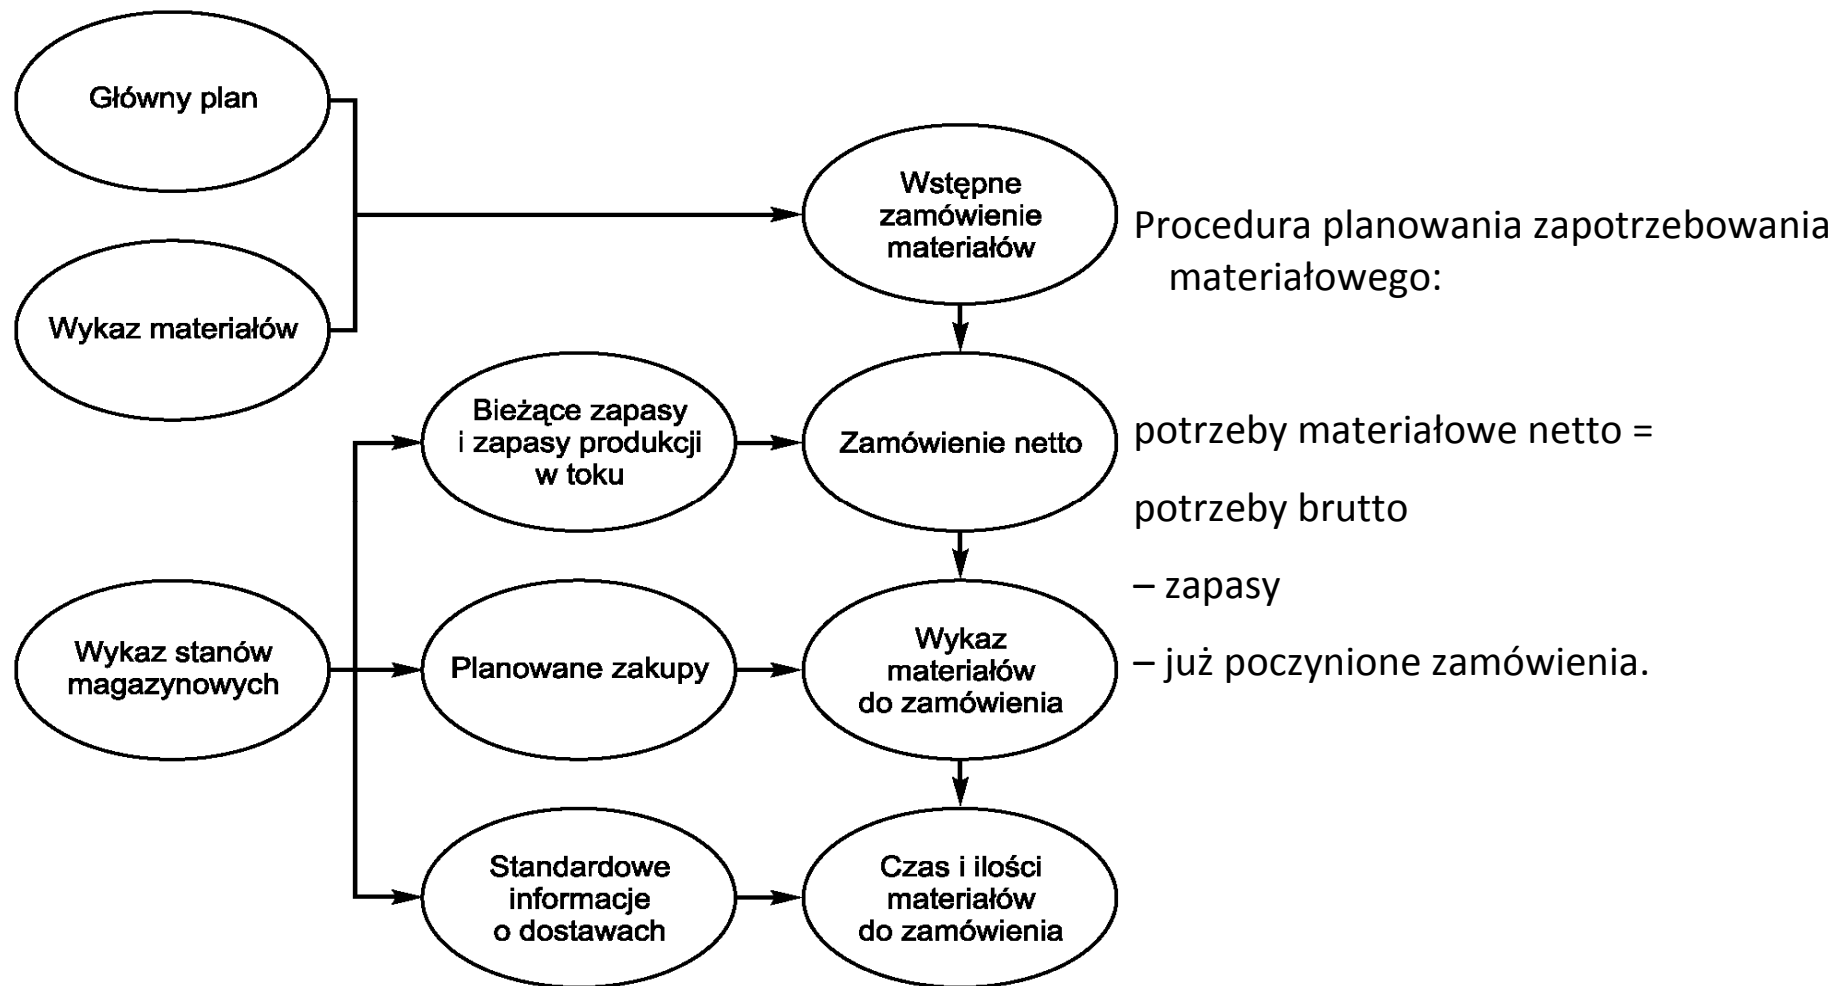 Główny plan
Wykaz materiałów
Wykaz stanów
magazynowych
Bieżące zapasy
i zapasy produkcji
w toku
Planowane zakupy
Standardowe
informacje
o dostawach
Wstępne
zamówienie
materiałów
Zamówienie netto
Wykaz
materiałów
do zamówienia
Czas i ilości
materiałów
do zamówienia
Procedura planowania zapotrzebowania
materiałowego:
potrzeby materiałowe netto =
potrzeby brutto
– zapasy
– już poczynione zamówienia.